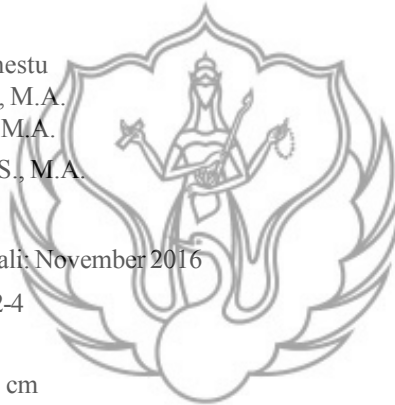 nestu
, M.A.
M.A.
S., M.A.
ali: November 2016
2-4
cm